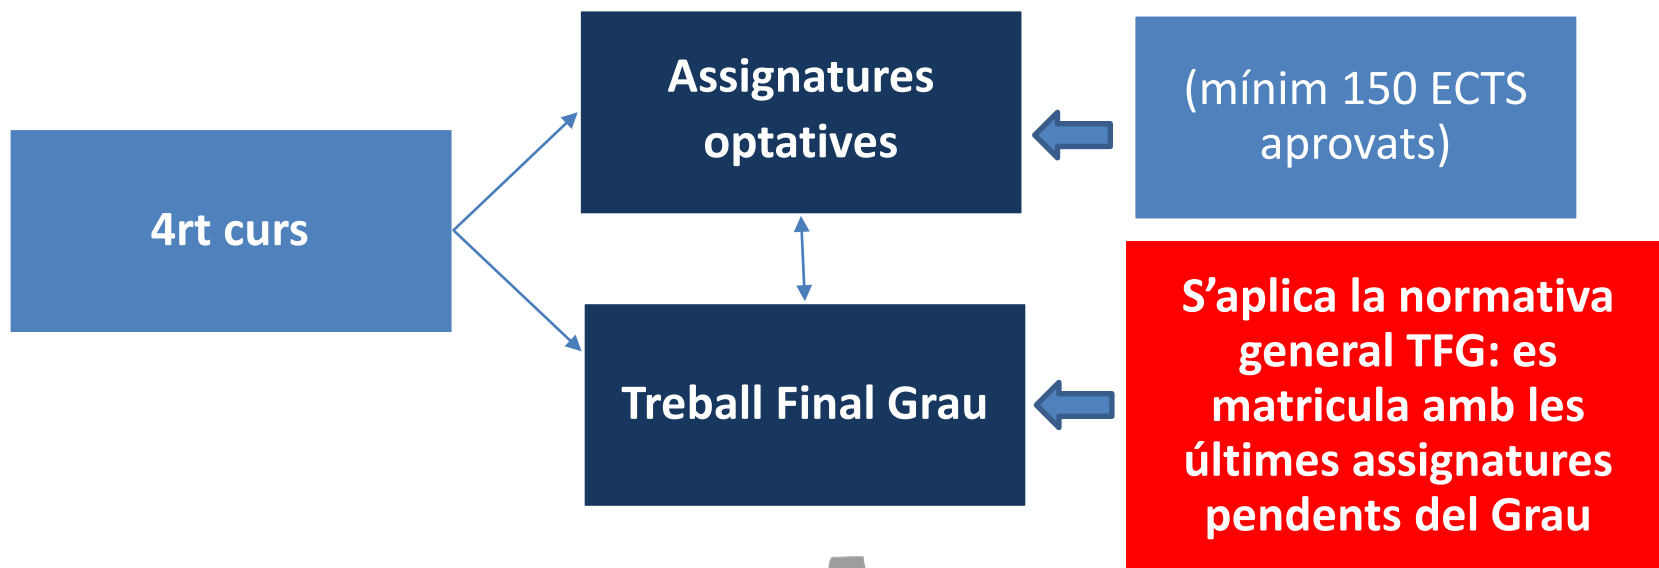 4rt curs
Assignatures
optatives
(mínim 150 ECTS
aprovats)
Treball Final Grau
S’aplica la normativa
general TFG: es
matricula amb les
últimes assignatures
pendents del Grau